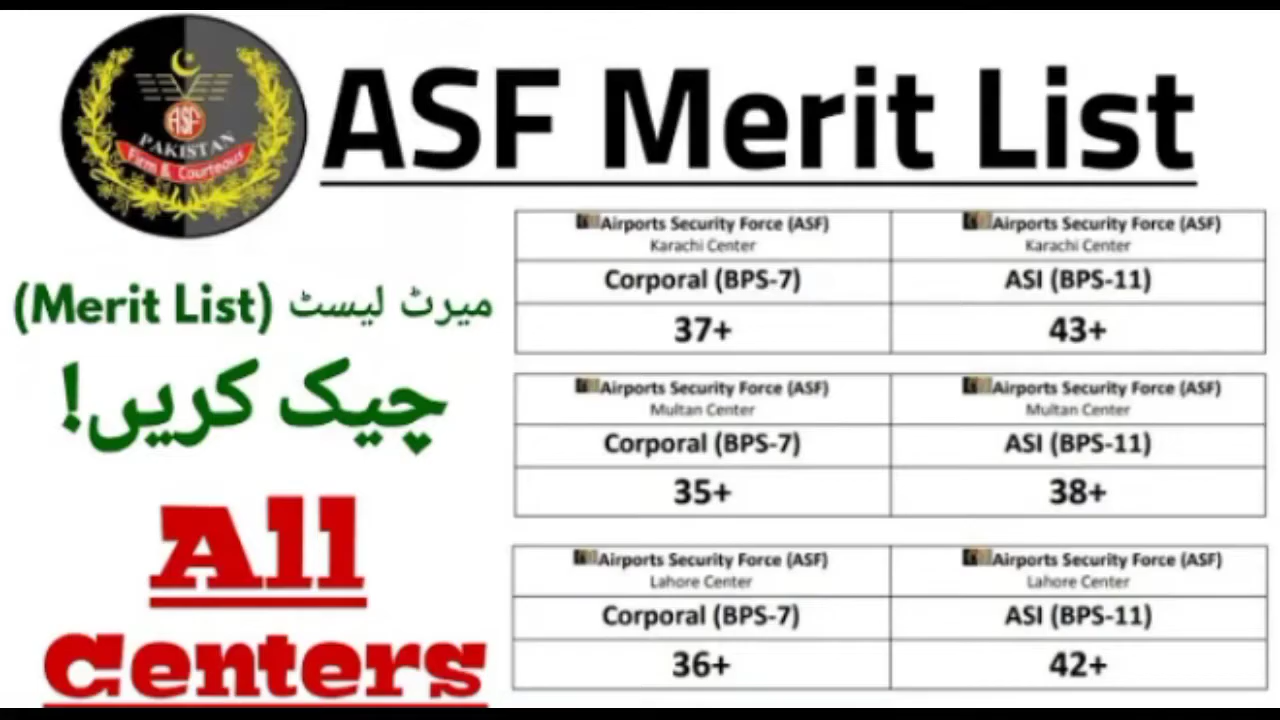 ASF Merit List
ASF
PAKISTAN
Firm & Courteous
میرٹ لیسٹ (Merit List)
چیک کریں!
All
Centers
Airports Security Force (ASF) Airports Security Force (ASF)
Karachi Center Karachi Center
Corporal (BPS-7) ASI (BPS-11)
37+ 43+
Airports Security Force (ASF) Airports Security Force (ASF)
Multan Center Multan Center
Corporal (BPS-7) ASI (BPS-11)
35+ 38+
Airports Security Force (ASF) Airports Security Force (ASF)
Lahore Center Lahore Center
Corporal (BPS-7) ASI (BPS-11)
36+ 42+